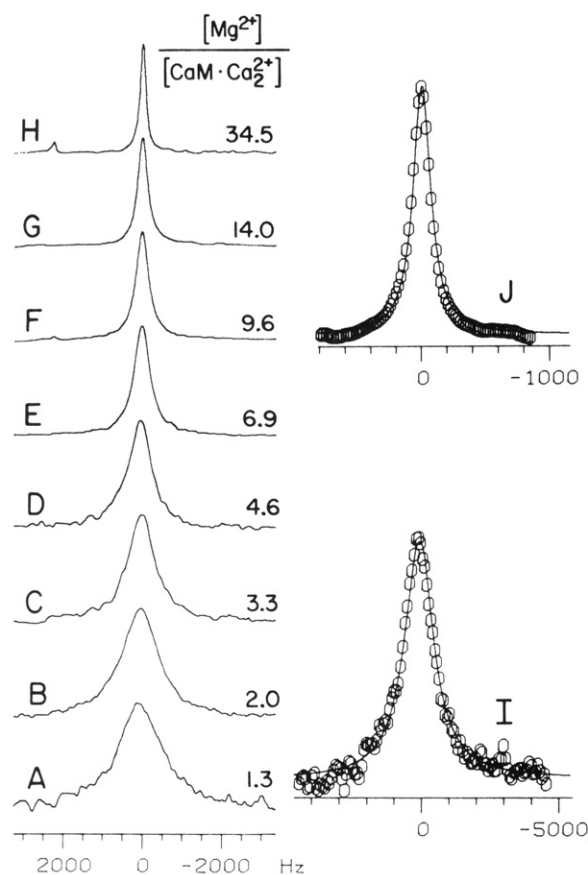 [Mg2+]
[CaM · Ca2 2+]
H 34.5
G 14.0
F 9.6
E 6.9
D 4.6
C 3.3
B 2.0
A 1.3
2000 0 -2000 Hz
J
0 -1000
I
0 -5000